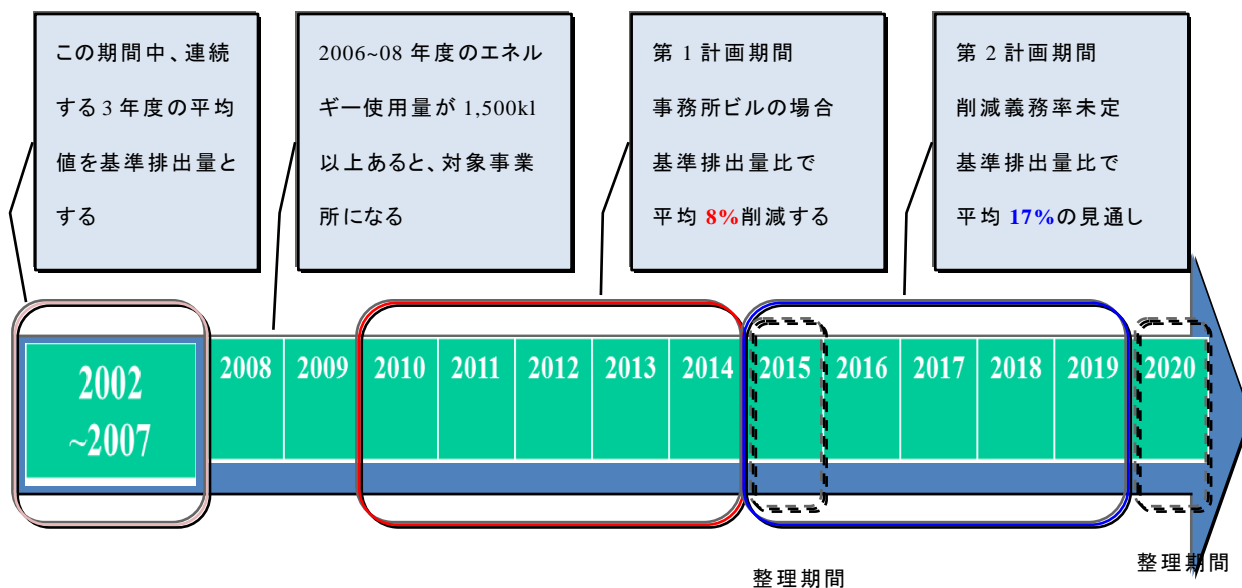 この期間中、連続
する3年度の平均
値を基準排出量と
する
2006~08 年度のエネル
ギー使用量が 1,500kl
以上あると、対象事業
所になる
第 1 計画期間
事務所ビルの場合
基準排出量比で
平均 8%削減する
第 2 計画期間
削減義務率未定
基準排出量比で
平均 17%の見通し
2002
~2007
2008
2009
2010
2011
2012
2013
2014
2015
2016
2017
2018
2019
2020
整理期間
整理期間